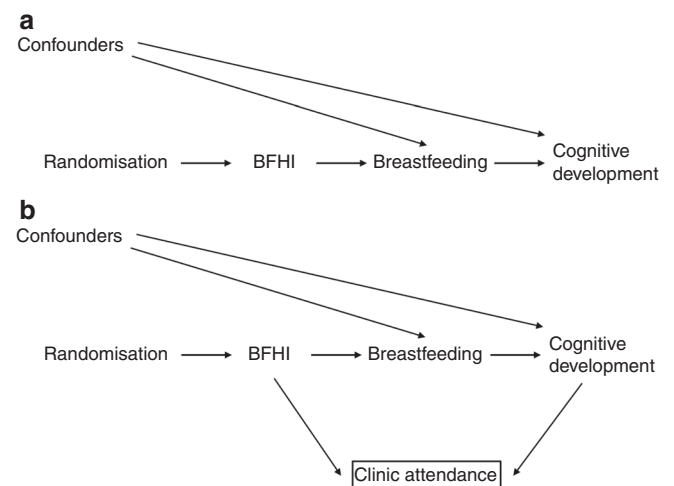 a
Confounders
Randomisation BFHI Breastfeeding Cognitive
development
b
Confounders
Randomisation BFHI Breastfeeding Cognitive
development
Clinic attendance